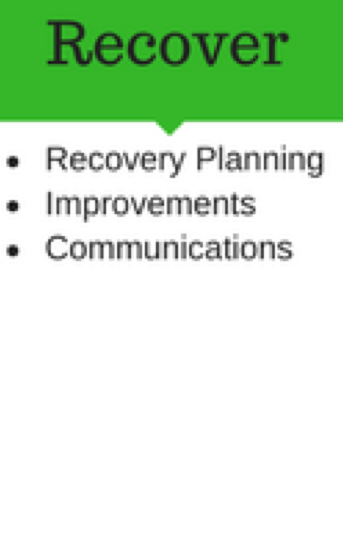 Recover
• Recovery Planning
• Improvements
• Communications